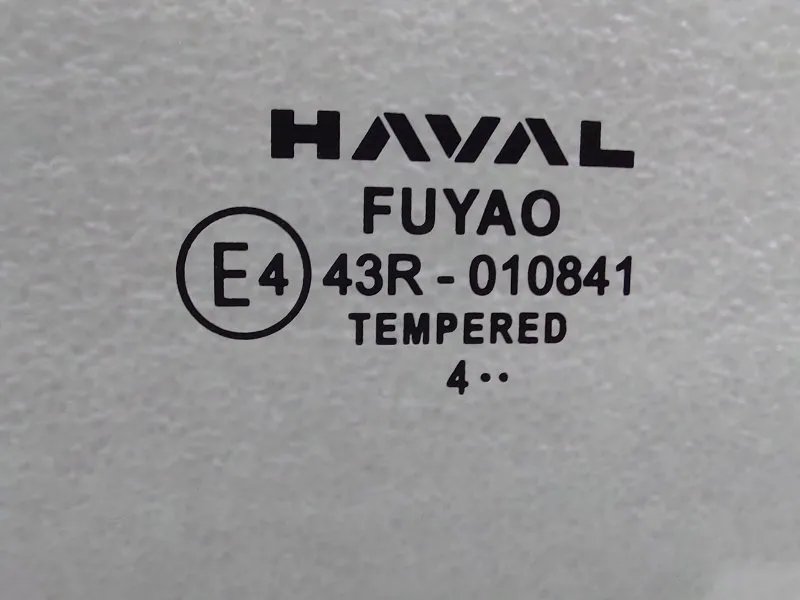 HAVAL
FUYAO
E4 43R - 010841
TEMPERED
4 ··